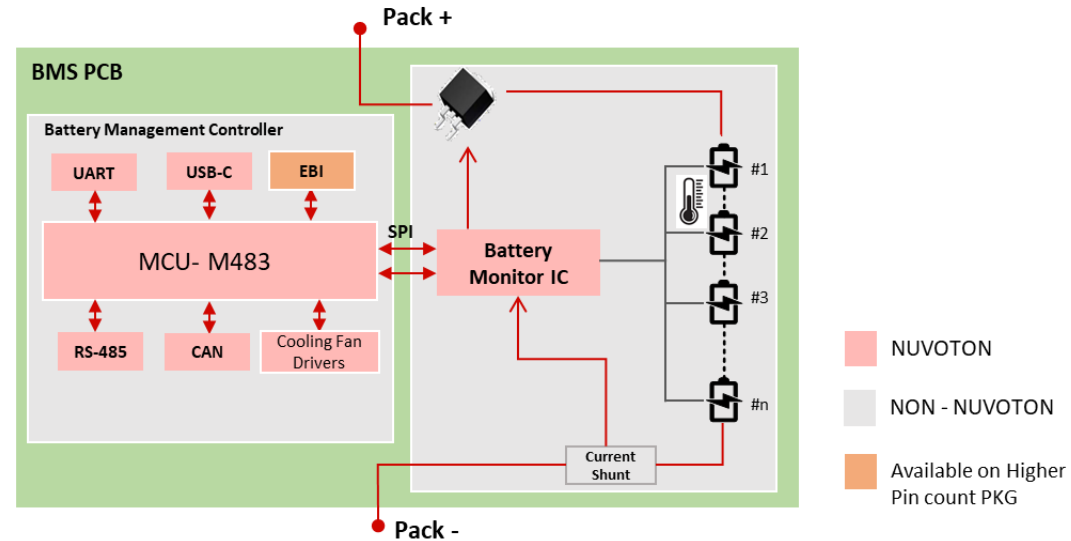 Pack +
BMS PCB
Battery Management Controller
UART
USB-C
EBI
MCU- M483
SPI
Battery
Monitor IC
RS-485
CAN
Cooling Fan
Drivers
#1
#2
#3
#n
Current
Shunt
Pack -
NUVOTON
NON - NUVOTON
Available on Higher
Pin count PKG